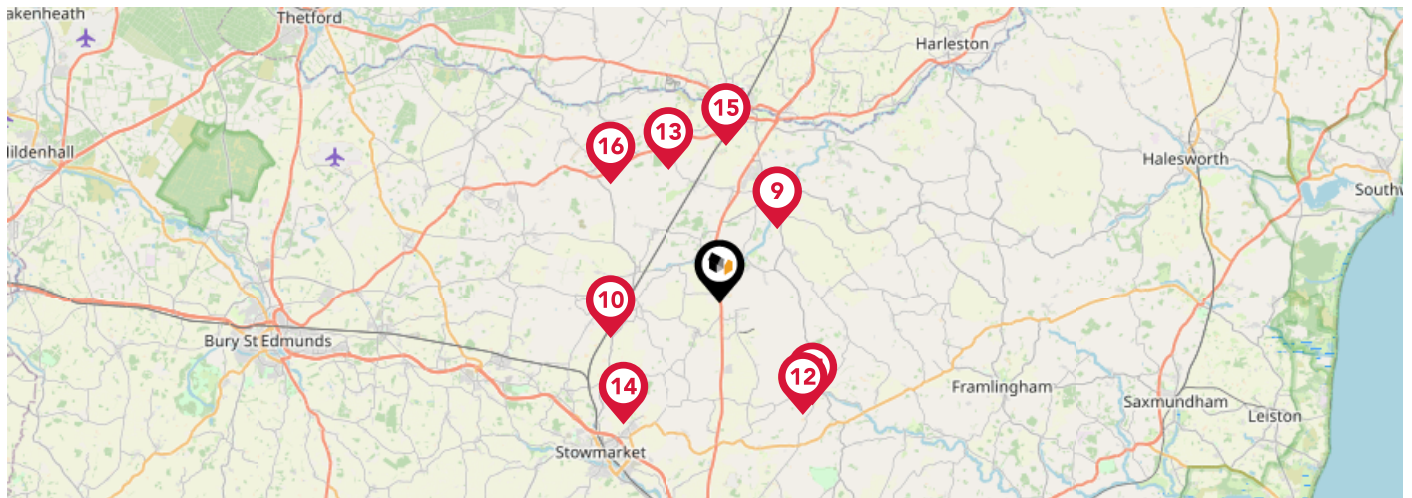 akenheath
Thetford
Harleston
15
13
16
ildenhall
Halesworth
9
Southw
10
Bury St Edmunds
12
14
Framlingham
Saxmundham
Leiston
Stowmarket